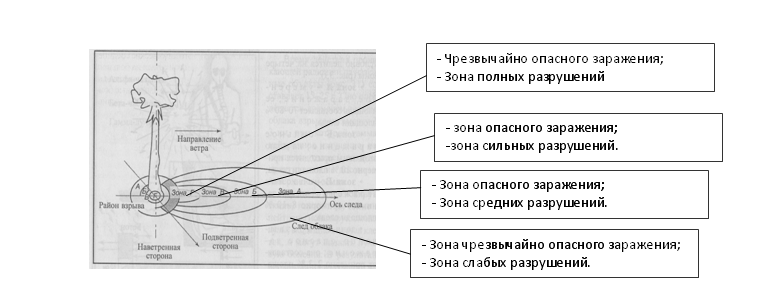 - Чрезвычайно опасного заражения;
- Зона полных разрушений
- зона опасного заражения;
-зона сильных разрушений.
- Зона опасного заражения;
- Зона средних разрушений.
- Зона чрезвычайно опасного заражения;
- Зона слабых разрушений.
Направление
ветра
А
Б
Зона Г
Зона В
Зона Б
Зона А
Район взрыва
Ось следа
След облака
Подветренная
сторона
Наветренная
сторона